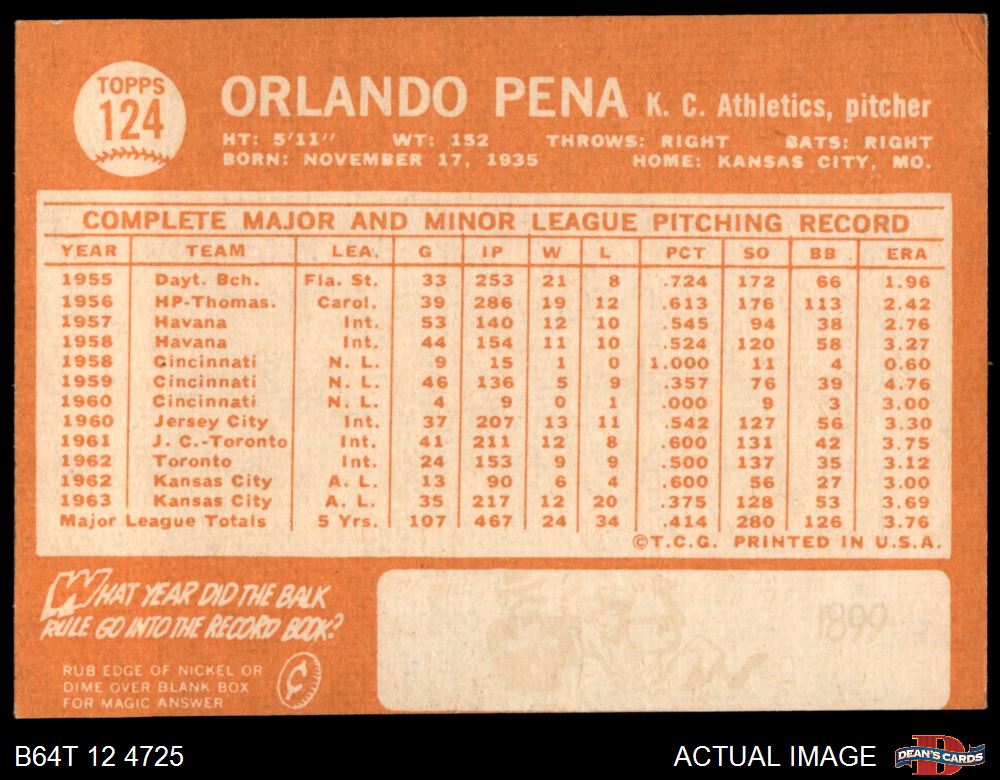 TOPPS
124
ORLANDO PENA K. C. Athletics, pitcher
HT: 5'11" WT: 152 THROWS: RIGHT BATS: RIGHT
BORN: NOVEMBER 17, 1935 HOME: KANSAS CITY, MO.
COMPLETE MAJOR AND MINOR LEAGUE PITCHING RECORD
YEAR TEAM LEA. G IP W L PCT SO BB ERA
1955 Dayt. Bch. Fla. St. 33 253 21 8 .724 172 66 1.96
1956 HP-Thomas. Carol. 39 286 19 12 .613 176 113 2.42
1957 Havana Int. 53 140 12 10 .545 94 38 2.76
1958 Havana Int. 44 154 11 10 .524 120 58 3.27
1958 Cincinnati N. L. 9 15 1 0 1.000 11 4 0.60
1959 Cincinnati N. L. 46 136 5 9 .357 76 39 4.76
1960 Cincinnati N. L. 4 9 0 1 .000 9 3 3.00
1960 Jersey City Int. 37 207 13 11 .542 127 56 3.30
1961 J. C.-Toronto Int. 41 211 12 8 .600 131 42 3.75
1962 Toronto Int. 24 153 9 9 .500 137 35 3.12
1962 Kansas City A. L. 13 90 6 4 .600 56 27 3.00
1963 Kansas City A. L. 35 217 12 20 .375 128 53 3.69
Major League Totals 5 Yrs. 107 467 24 34 .414 280 126 3.76
©T.C.G. PRINTED IN U.S.A.
WHAT YEAR DID THE BALK
RULE GO INTO THE RECORD BOOK?
RUB EDGE OF NICKEL OR
DIME OVER BLANK BOX
FOR MAGIC ANSWER
¢
1899
B64T 12 4725 ACTUAL IMAGE
DEAN'S CARDS